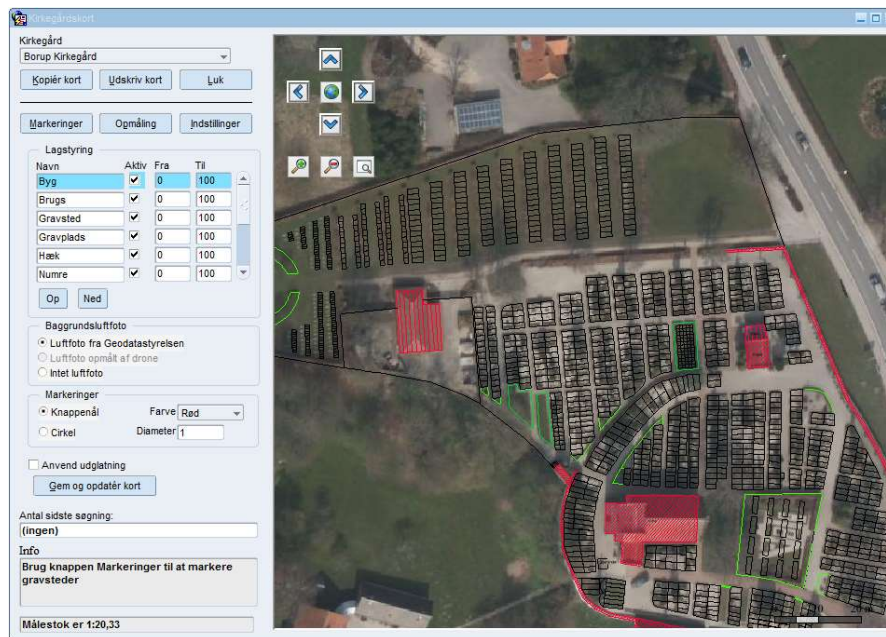 Kirkegårdskort
Kirkegård
Borup Kirkegård
Kopiér kort Udskriv kort Luk
Markeringer Opmåling Indstillinger
Lagstyring
Navn Aktiv Fra Til
Byg 0 100
Brugs 0 100
Gravsted 0 100
Gravplads 0 100
Hæk 0 100
Numre 0 100
Op Ned
Baggrundsluftfoto
Luftfoto fra Geodatastyrelsen
Luftfoto opmålt af drone
Intet luftfoto
Markeringer
Knappenål Farve Rød
Cirkel Diameter 1
Anvend udglatning
Gem og opdatér kort
Antal sidste søgning:
(ingen)
Info
Brug knappen Markeringer til at markere
gravsteder
Målestok er 1:20,33